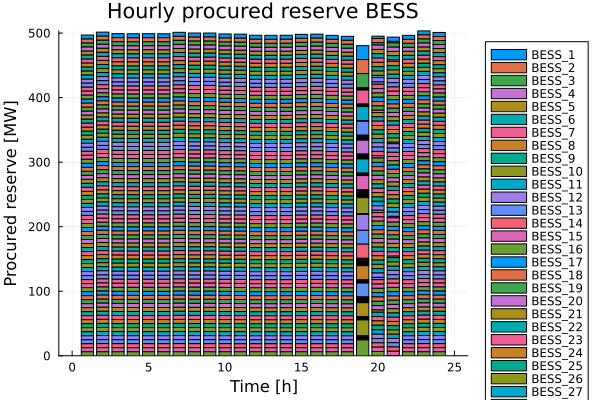 Hourly procured reserve BESS
Procured reserve [MW]
500
400
300
200
100
0
0 5 10 15 20 25
Time [h]
BESS_1
BESS_2
BESS_3
BESS_4
BESS_5
BESS_6
BESS_7
BESS_8
BESS_9
BESS_10
BESS_11
BESS_12
BESS_13
BESS_14
BESS_15
BESS_16
BESS_17
BESS_18
BESS_19
BESS_20
BESS_21
BESS_22
BESS_23
BESS_24
BESS_25
BESS_26
BESS_27